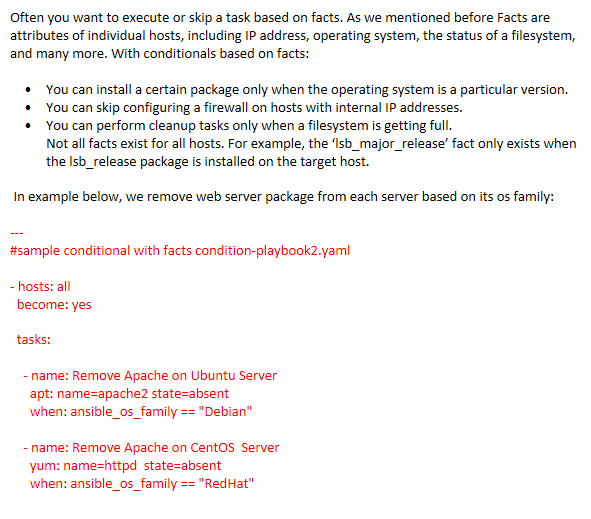 Often you want to execute or skip a task based on facts. As we mentioned before Facts are
attributes of individual hosts, including IP address, operating system, the status of a filesystem,
and many more. With conditionals based on facts:
• You can install a certain package only when the operating system is a particular version.
• You can skip configuring a firewall on hosts with internal IP addresses.
• You can perform cleanup tasks only when a filesystem is getting full.
Not all facts exist for all hosts. For example, the ‘lsb_major_release’ fact only exists when
the lsb_release package is installed on the target host.
In example below, we remove web server package from each server based on its os family:
---
#sample conditional with facts condition-playbook2.yaml
- hosts: all
become: yes
tasks:
- name: Remove Apache on Ubuntu Server
apt: name=apache2 state=absent
when: ansible_os_family == "Debian"
- name: Remove Apache on CentOS  Server
yum: name=httpd  state=absent
when: ansible_os_family == "RedHat"